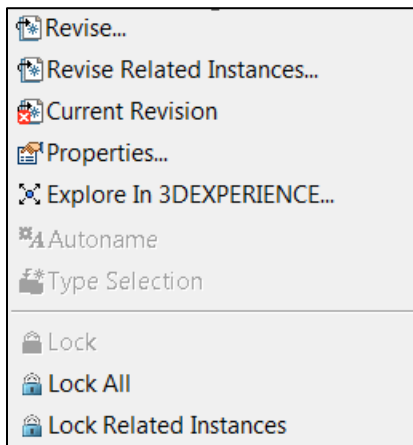 Revise...
Revise Related Instances...
Current Revision
Properties...
Explore In 3DEXPERIENCE...
Autoname
Type Selection
Lock
Lock All
Lock Related Instances